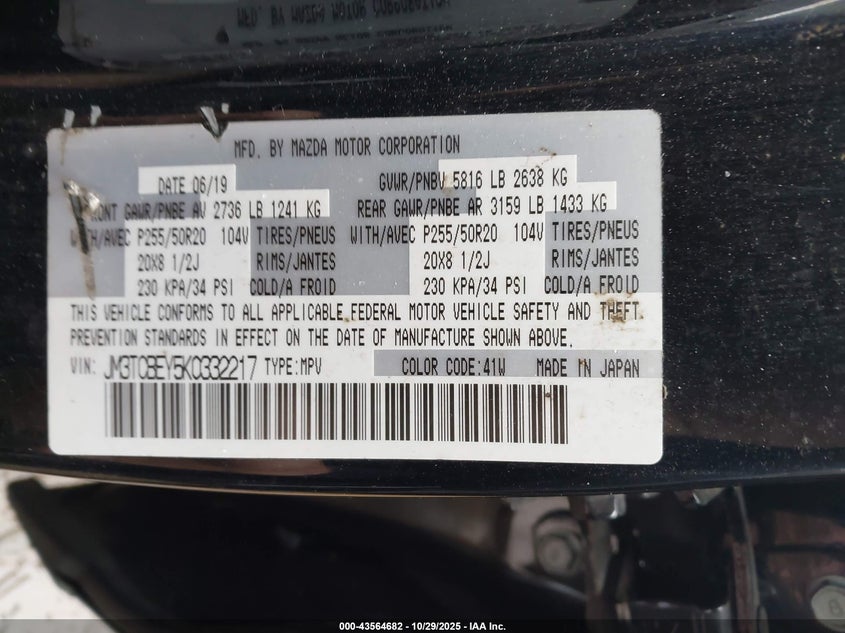 MFD. BY MAZDA MOTOR CORPORATION
DATE 06/19 GVWR/PNBV 5816 LB 2638 KG
FRONT GAWR/PNBE AV 2736 LB 1241 KG REAR GAWR/PNBE AR 3159 LB 1433 KG
WITH/AVEC P255/50R20 104V TIRES/PNEUS WITH/AVEC P255/50R20 104V TIRES/PNEUS
20X8 1/2J RIMS/JANTES 20X8 1/2J RIMS/JANTES
230 KPA/34 PSI COLD/A FROID 230 KPA/34 PSI COLD/A FROID
THIS VEHICLE CONFORMS TO ALL APPLICABLE FEDERAL MOTOR VEHICLE SAFETY AND THEFT
PREVENTION STANDARDS IN EFFECT ON THE DATE OF MANUFACTURE SHOWN ABOVE.
VIN: JM3TCBEY5K0332217 TYPE:MPV COLOR CODE:41W MADE IN JAPAN
000-43564682 - 10/29/2025 - IAA Inc.